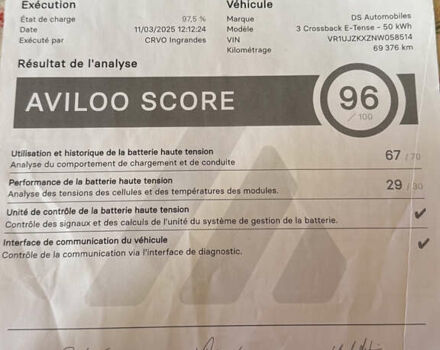 Exécution
État de charge 97,5 %
Date 11/03/2025 12:12:24
Exécuté par CRVO Ingrandes
Véhicule
Marque DS Automobiles
Modèle 3 Crossback E-Tense - 50 kWh
VIN VR1UJZKXZNW058514
Kilométrage 69 376 km
Résultat de l'analyse
AVILOO SCORE 96
/ 100
Utilisation et historique de la batterie haute tension 67 / 70
Analyse du comportement de chargement et de conduite
Performance de la batterie haute tension 29 / 30
Analyse des tensions des cellules et des températures des modules.
Unité de contrôle de la batterie haute tension ✔
Contrôle des signaux et des calculs de l'unité du système de gestion de la batterie.
Interface de communication du véhicule ✔
Contrôle de la communication via l'interface de diagnostic.